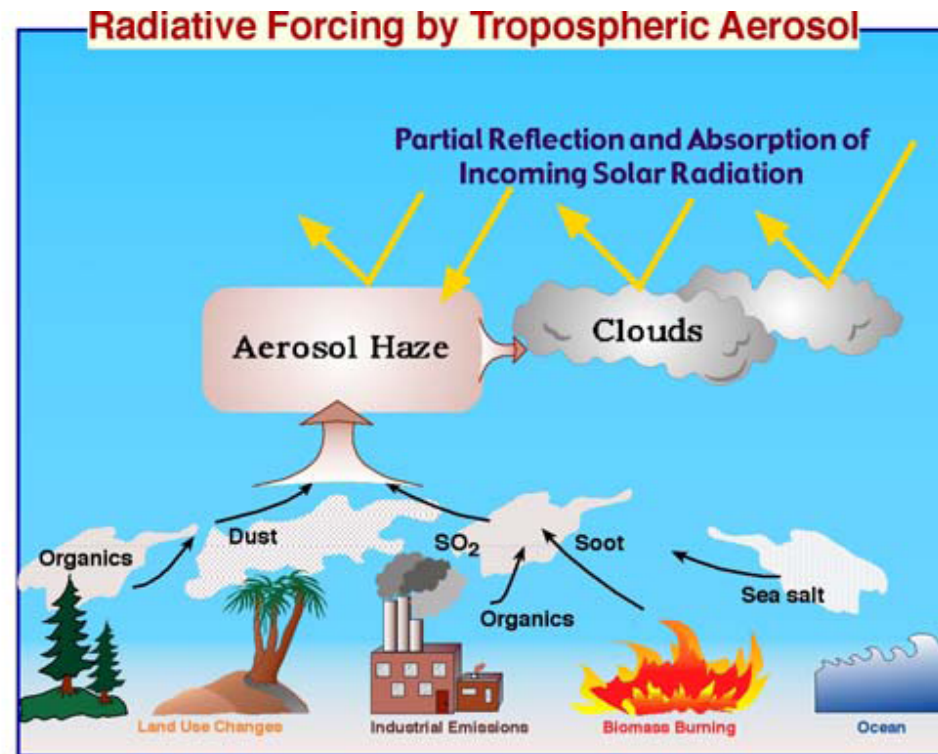 Radiative Forcing by Tropospheric Aerosol
Partial Reflection and Absorption of
Incoming Solar Radiation
Aerosol Haze
Clouds
Organics
Dust
SO₂
Soot
Organics
Sea salt
Land Use Changes
Industrial Emissions
Biomass Burning
Ocean